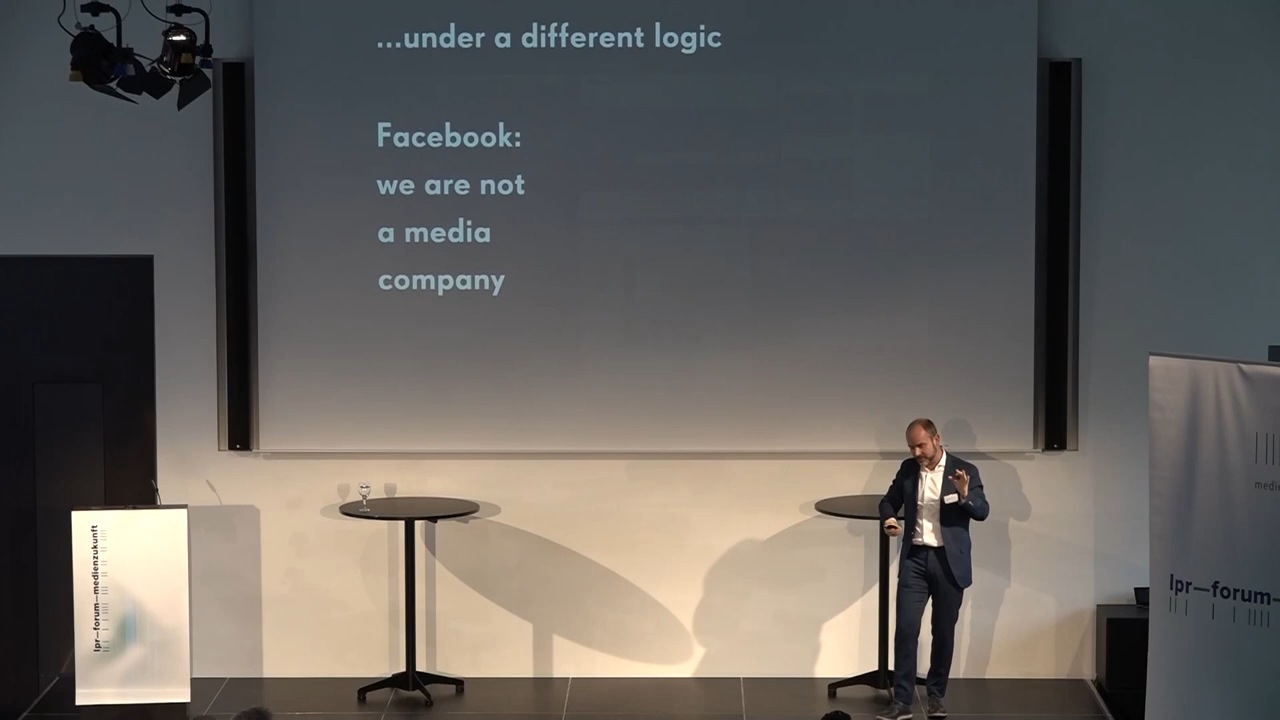 ...under a different logic
Facebook:
we are not
a media
company
lpr—forum—medienzukunft
lpr—forum—